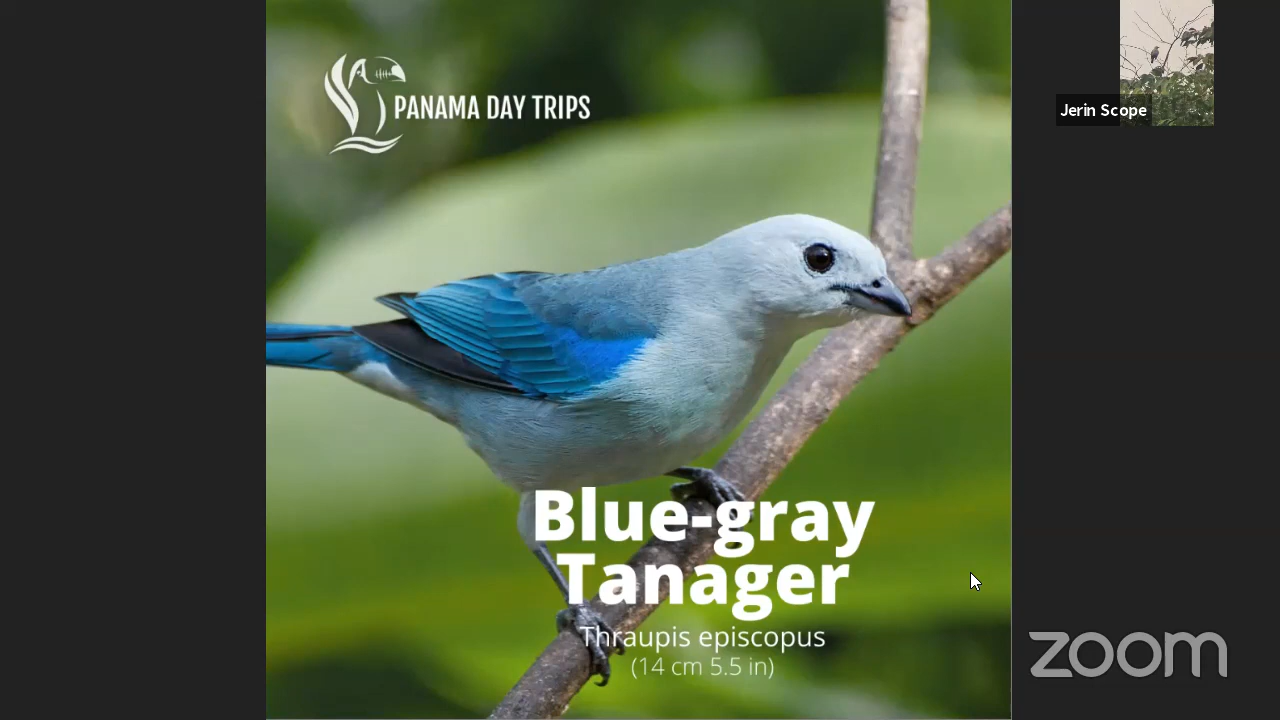 PANAMA DAY TRIPS
Jerin Scope
Blue-gray
Tanager
Thraupis episcopus
(14 cm 5.5 in)
zoom